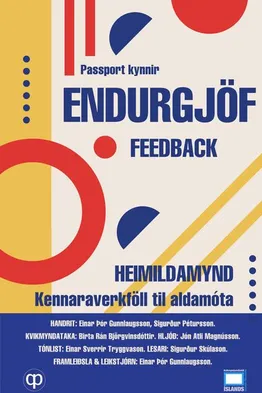 Passport kynnir
ENDURGJÖF
FEEDBACK
HEIMILDAMYND
Kennaraverkföll til aldamóta
HANDRIT: Einar Þór Gunnlaugsson, Sigurður Pétursson.
KVIKMYNDATAKA: Birta Rán Björgvinsdóttir. HLJÓÐ: Jón Atli Magnússon.
TÓNLIST: Einar Sverrir Tryggvason. LESARI: Sigurður Skúlason.
FRAMLEIÐSLA & LEIKSTJÓRN: Einar Þór Gunnlaugsson.
cp
ÍSLANDS